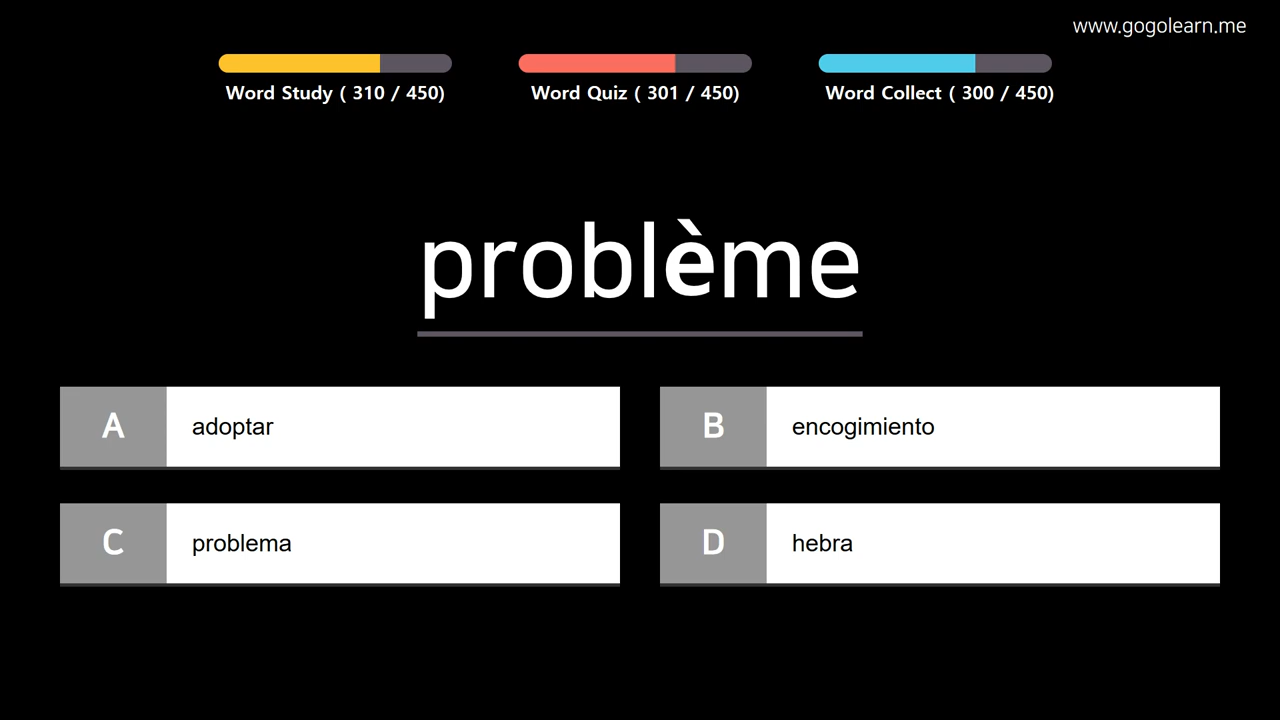 www.gogolearn.me
Word Study ( 310 / 450)
Word Quiz ( 301 / 450)
Word Collect ( 300 / 450)
problème
A adoptar
B encogimiento
C problema
D hebra